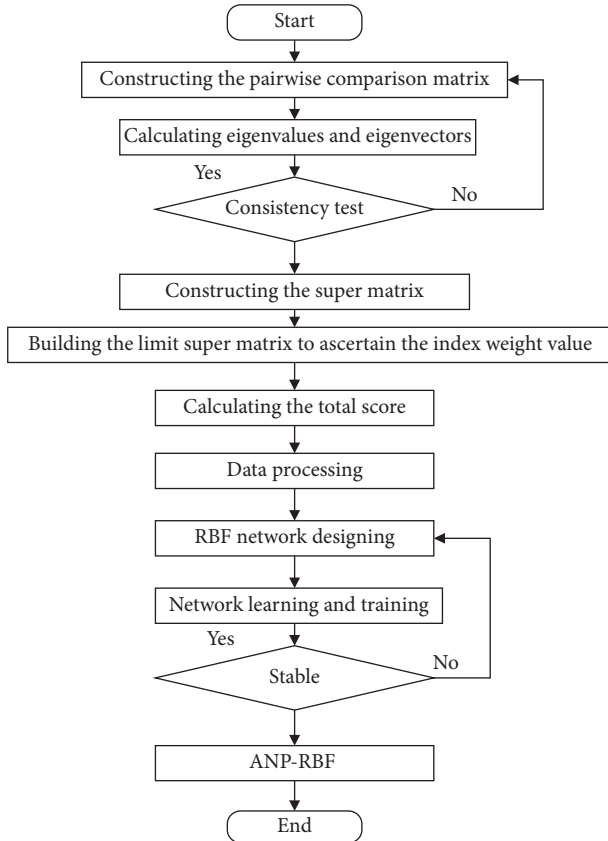 Start
Constructing the pairwise comparison matrix
Calculating eigenvalues and eigenvectors
Yes
No
Consistency test
Constructing the super matrix
Building the limit super matrix to ascertain the index weight value
Calculating the total score
Data processing
RBF network designing
Network learning and training
Yes
No
Stable
ANP-RBF
End